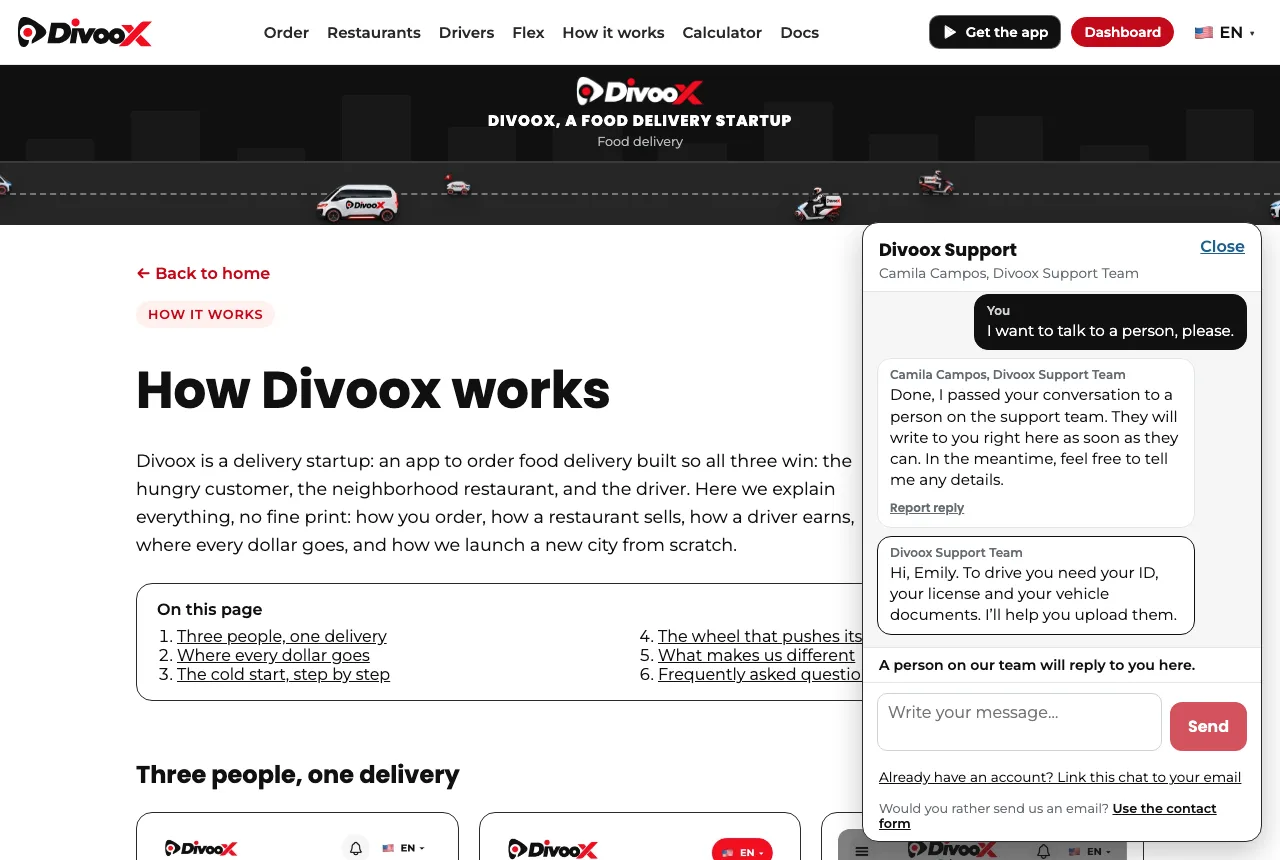 DivooX
Order Restaurants Drivers Flex How it works Calculator Docs
Get the app
Dashboard
EN
DivooX
DIVOOX, A FOOD DELIVERY STARTUP
Food delivery
DivooX
← Back to home
HOW IT WORKS
How Divoox works
Divoox is a delivery startup: an app to order food delivery built so all three win: the
hungry customer, the neighborhood restaurant, and the driver. Here we explain
everything, no fine print: how you order, how a restaurant sells, how a driver earns,
where every dollar goes, and how we launch a new city from scratch.
On this page
1. Three people, one delivery
2. Where every dollar goes
3. The cold start, step by step
4. The wheel that pushes its
5. What makes us different
6. Frequently asked questio
Three people, one delivery
DivooX
EN
DivooX
EN
DivooX
EN
Divoox Support
Close
Camila Campos, Divoox Support Team
You
I want to talk to a person, please.
Camila Campos, Divoox Support Team
Done, I passed your conversation to a
person on the support team. They will
write to you right here as soon as they
can. In the meantime, feel free to tell
me any details.
Report reply
Divoox Support Team
Hi, Emily. To drive you need your ID,
your license and your vehicle
documents. I’ll help you upload them.
A person on our team will reply to you here.
Write your message...
Send
Already have an account? Link this chat to your email
Would you rather send us an email? Use the contact
form